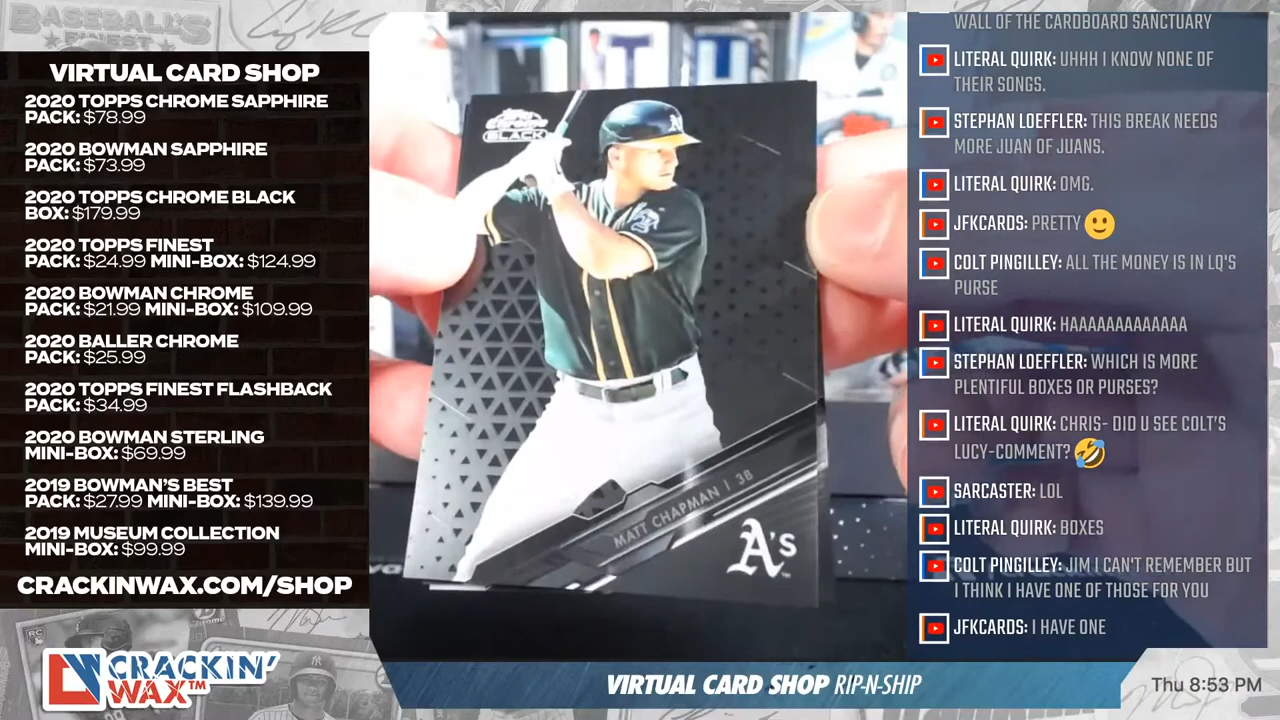 BASEBALL'S
FINEST
VIRTUAL CARD SHOP
2020 TOPPS CHROME SAPPHIRE
PACK: $78.99
2020 BOWMAN SAPPHIRE
PACK: $73.99
2020 TOPPS CHROME BLACK
BOX: $179.99
2020 TOPPS FINEST
PACK: $24.99 MINI-BOX: $124.99
2020 BOWMAN CHROME
PACK: $21.99 MINI-BOX: $109.99
2020 BALLER CHROME
PACK: $25.99
2020 TOPPS FINEST FLASHBACK
PACK: $34.99
2020 BOWMAN STERLING
MINI-BOX: $69.99
2019 BOWMAN'S BEST
PACK: $27.99 MINI-BOX: $139.99
2019 MUSEUM COLLECTION
MINI-BOX: $99.99
CRACKINWAX.COM/SHOP
RC
CRACKIN'
WAX™
BLACK
MATT CHAPMAN | 3B
A's
WALL OF THE CARDBOARD SANCTUARY
LITERAL QUIRK: UHHH I KNOW NONE OF
THEIR SONGS.
STEPHAN LOEFFLER: THIS BREAK NEEDS
MORE JUAN OF JUANS.
LITERAL QUIRK: OMG.
JFKCARDS: PRETTY 🙂
COLT PINGILLEY: ALL THE MONEY IS IN LQ'S
PURSE
LITERAL QUIRK: HAAAAAAAAAAAAA
STEPHAN LOEFFLER: WHICH IS MORE
PLENTIFUL BOXES OR PURSES?
LITERAL QUIRK: CHRIS- DID U SEE COLT'S
LUCY-COMMENT? 🤣
SARCASTER: LOL
LITERAL QUIRK: BOXES
COLT PINGILLEY: JIM I CAN'T REMEMBER BUT
I THINK I HAVE ONE OF THOSE FOR YOU
JFKCARDS: I HAVE ONE
VIRTUAL CARD SHOP RIP-N-SHIP
Thu 8:53 PM